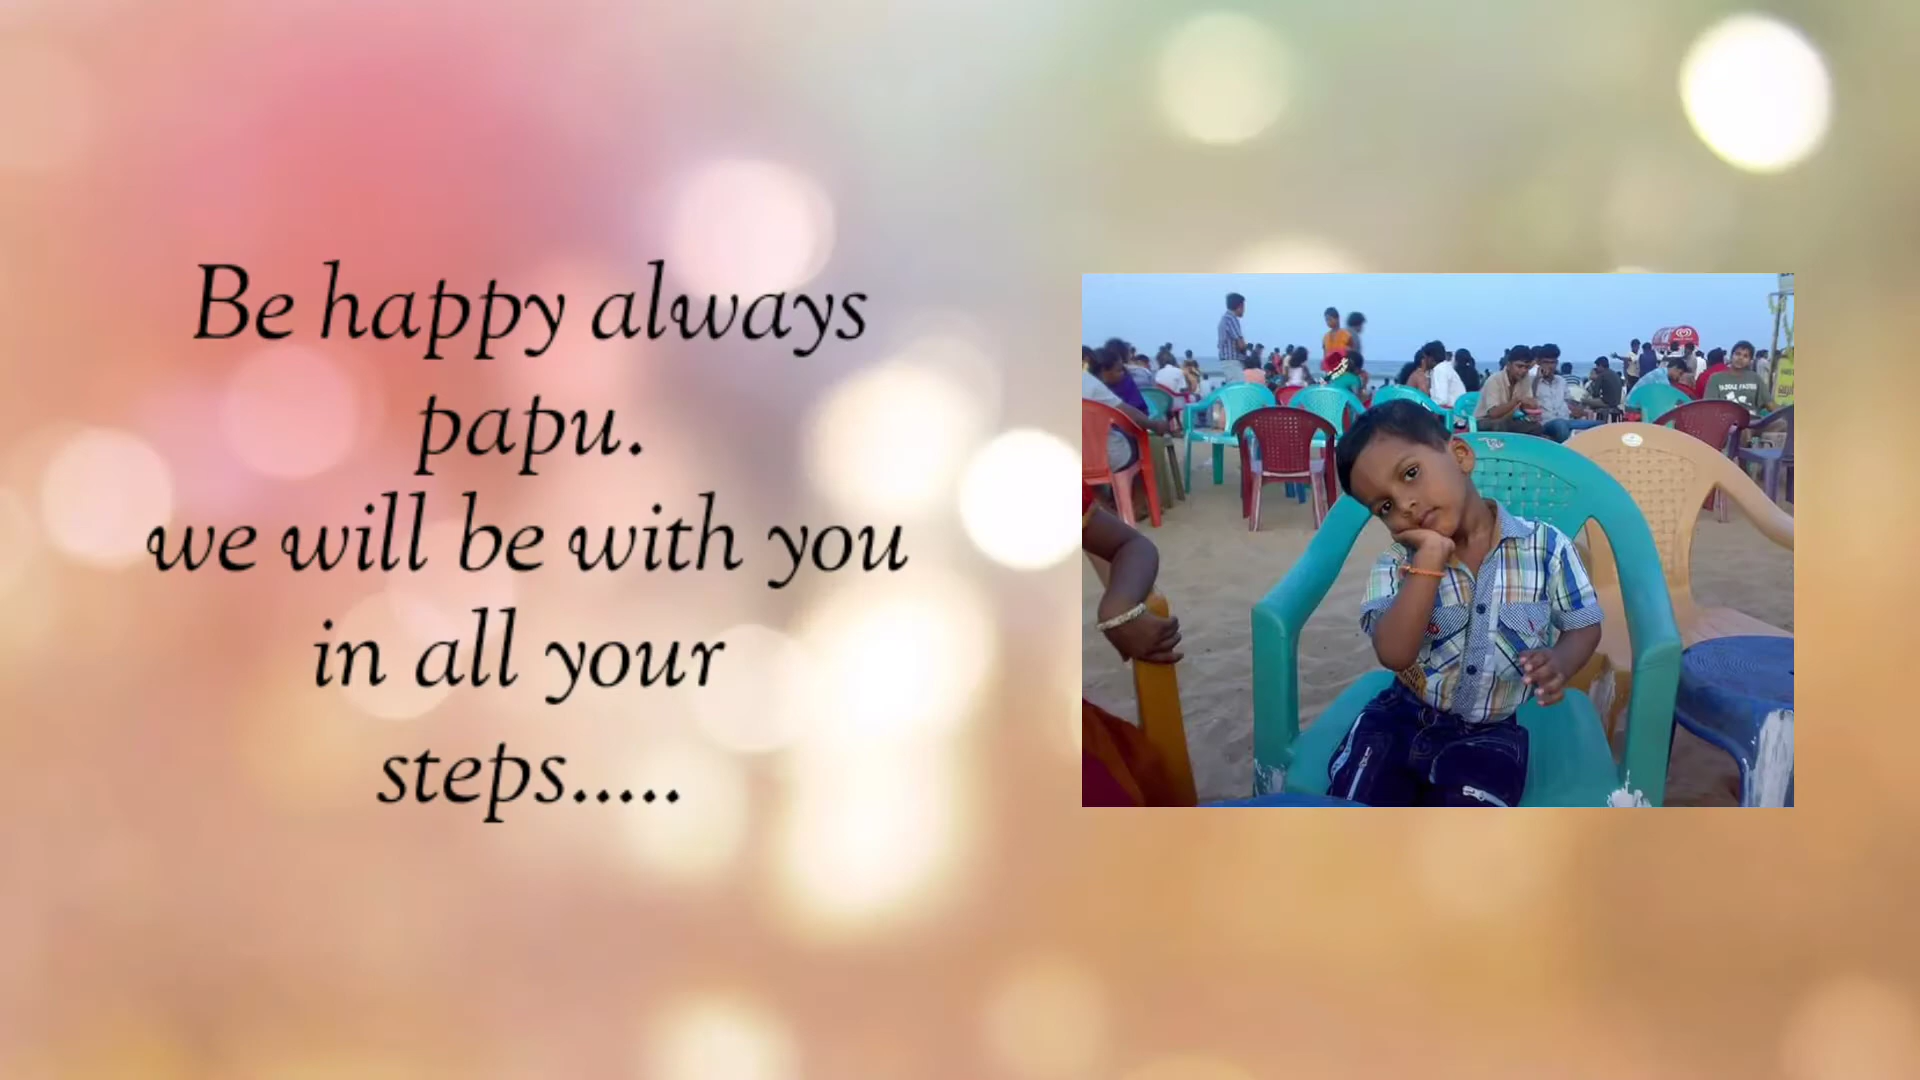 Be happy always
papu.
we will be with you
in all your
steps.....